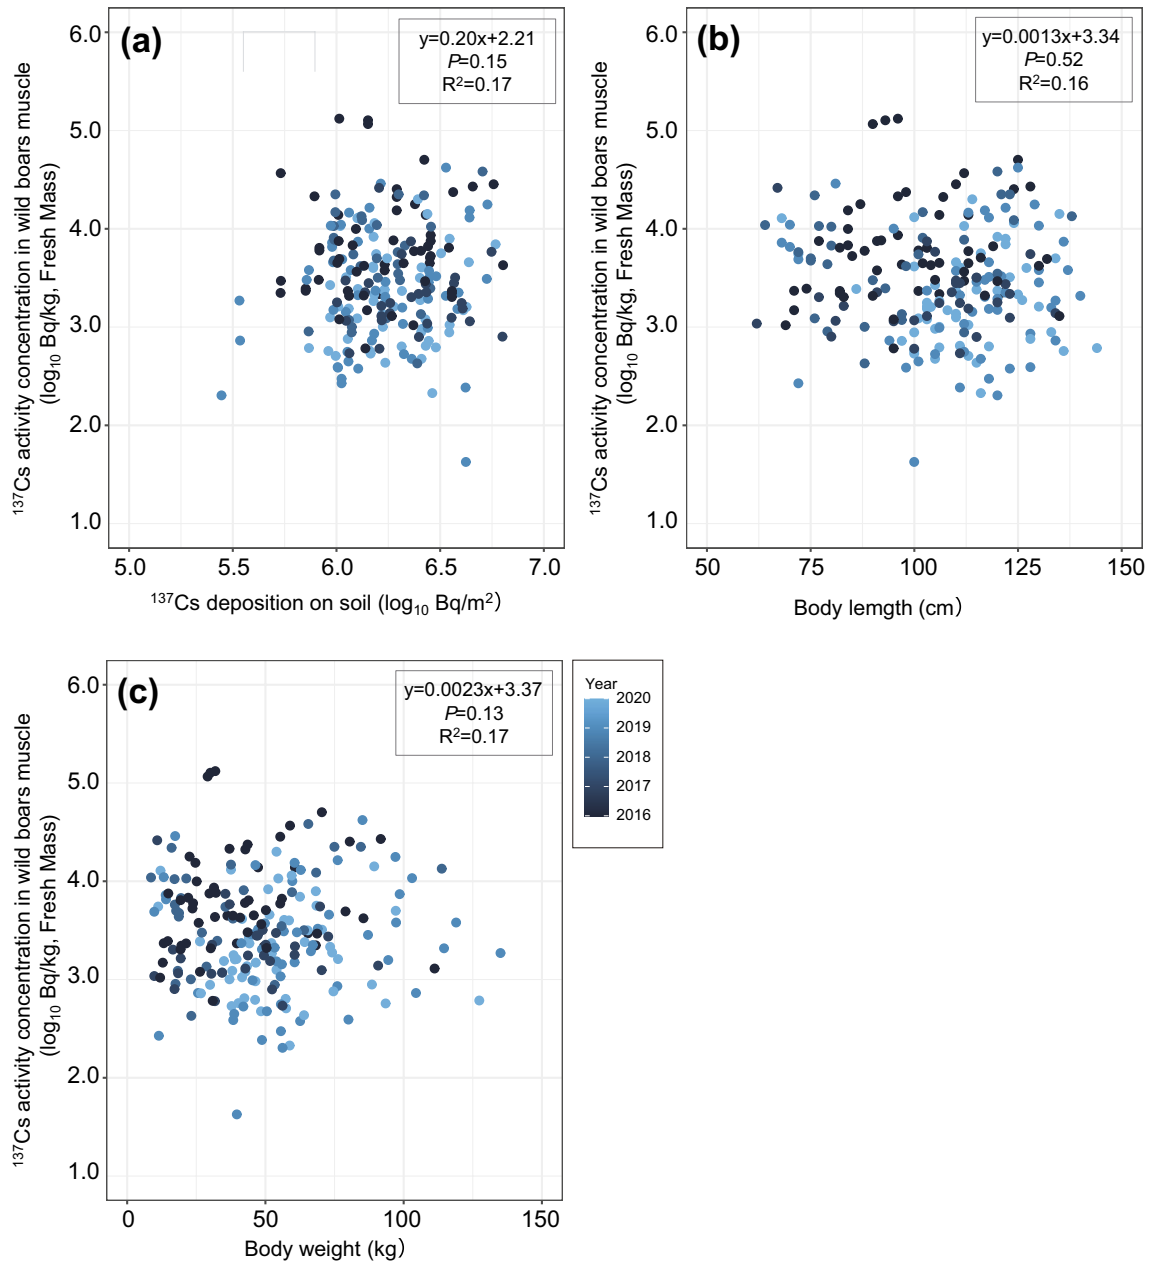 (a)
y=0.20x+2.21
P=0.15
R²=0.17
6.0
5.0
4.0
3.0
2.0
1.0
¹³⁷Cs activity concentration in wild boars muscle
(log₁₀ Bq/kg, Fresh Mass)
5.0 5.5 6.0 6.5 7.0
¹³⁷Cs deposition on soil (log₁₀ Bq/m²)
(b)
y=0.0013x+3.34
P=0.52
R²=0.16
6.0
5.0
4.0
3.0
2.0
1.0
¹³⁷Cs activity concentration in wild boars muscle
(log₁₀ Bq/kg, Fresh Mass)
50 75 100 125 150
Body length (cm)
(c)
y=0.0023x+3.37
P=0.13
R²=0.17
6.0
5.0
4.0
3.0
2.0
1.0
¹³⁷Cs activity concentration in wild boars muscle
(log₁₀ Bq/kg, Fresh Mass)
0 50 100 150
Body weight (kg)
Year
2020
2019
2018
2017
2016